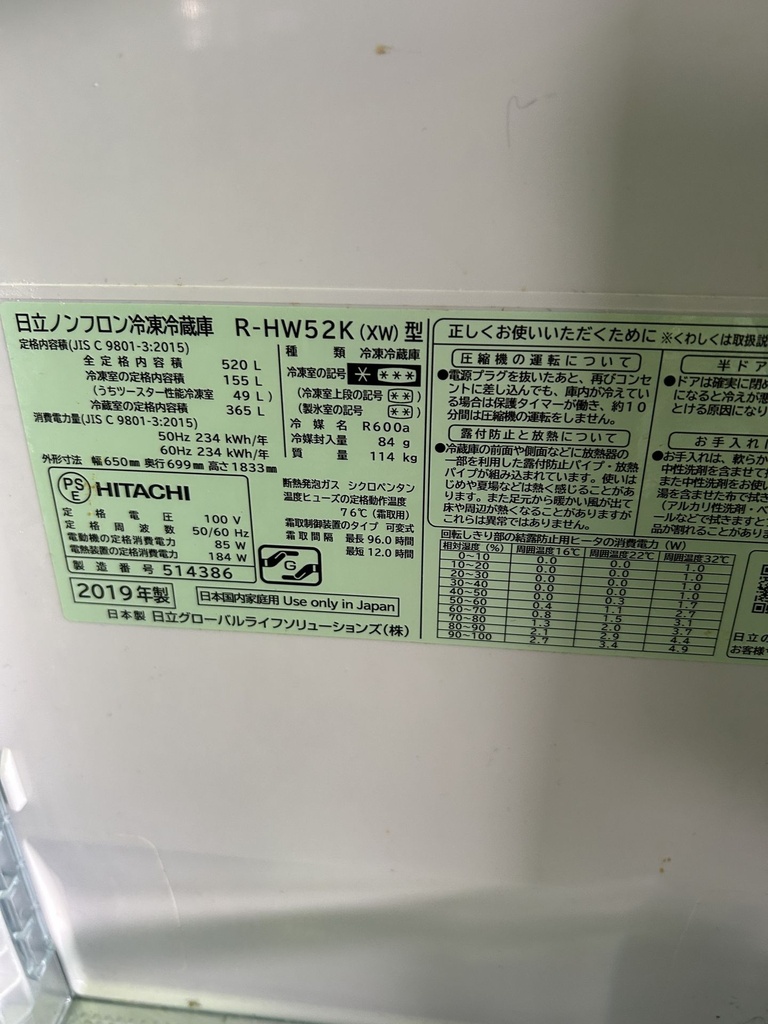 日立ノンフロン冷凍冷蔵庫 R-HW52K (XW) 型
定格内容積(JIS C 9801-3:2015)
全定格内容積 520 L
冷凍室の定格内容積 155 L
(うちツースター性能冷凍室 49 L)
冷蔵室の定格内容積 365 L
消費電力量(JIS C 9801-3:2015)
50Hz 234 kWh/年
60Hz 234 kWh/年
外形寸法 幅650mm 奥行699mm 高さ1833mm
種類 冷凍冷蔵庫
冷凍室の記号 * ***
(冷凍室上段の記号 **)
(製氷室の記号 **)
冷媒名 R600a
冷媒封入量 84 g
質量 114 kg
PSE HITACHI
定格電圧 100 V
定格周波数 50/60 Hz
電動機の定格消費電力 85 W
電熱装置の定格消費電力 184 W
製造番号 514386
断熱発泡ガス シクロペンタン
温度ヒューズの定格動作温度
76℃ (霜取用)
霜取制御装置のタイプ 可変式
霜取間隔 最長 96.0 時間
最短 12.0 時間
G
2019年製
日本国内家庭用 Use only in Japan
日本製 日立グローバルライフソリューションズ(株)
正しくお使いいただくために ※くわしくは取扱説
圧縮機の運転について
●電源プラグを抜いたあと、再びコンセ
ントに差し込んでも、庫内が冷えてい
る場合は保護タイマーが働き、約10
分間は圧縮機の運転をしません。
露付防止と放熱について
●冷蔵庫の前面や側面などに放熱器の
一部を利用した露付防止パイプ・放熱
パイプが組み込まれています。使いは
じめや夏場などは熱く感じることがあ
ります。また足元から暖かい風が出て
床や周辺が熱くなることがありますが
これらは異常ではありません。
半ドア
●ドアは確実に閉め
になると冷えが悪
とける原因になり
お手入れ
●お手入れは、軟らか
中性洗剤を含ませて
また中性洗剤をお使い
湯を含ませた布で拭き
(アルカリ性洗剤・ベ
ールなどで拭きますと
品が割れることがありま
回転しきり部の結露防止用ヒータの消費電力 (W)
相対湿度 (%) 周囲温度16℃ 周囲温度22℃ 周囲温度32℃
0~10 0.0 0.0 1.0
10~20 0.0 0.0 1.0
20~30 0.0 0.0 1.0
30~40 0.0 0.0 1.0
40~50 0.0 0.3 1.7
50~60 0.4 1.1 2.7
60~70 0.8 1.5 3.1
70~80 1.3 2.0 3.7
80~90 2.1 2.9 4.4
90~100 2.7 3.4 4.9
日立の
お客様